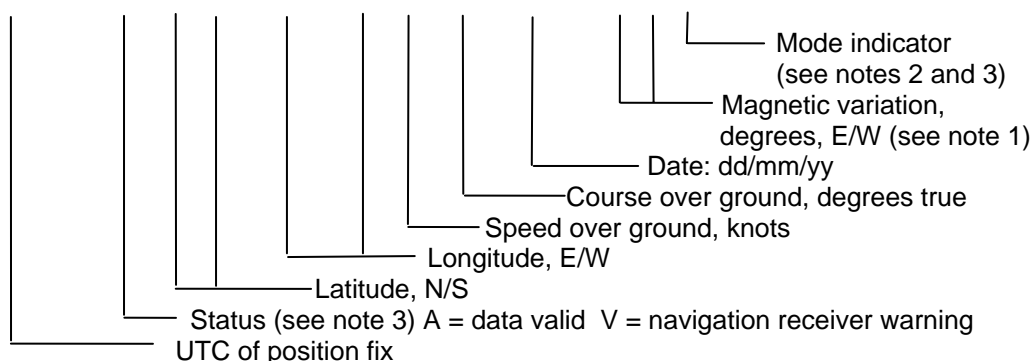 Mode indicator
(see notes 2 and 3)
Magnetic variation,
degrees, E/W (see note 1)
Date: dd/mm/yy
Course over ground, degrees true
Speed over ground, knots
Longitude, E/W
Latitude, N/S
Status (see note 3) A = data valid V = navigation receiver warning
UTC of position fix